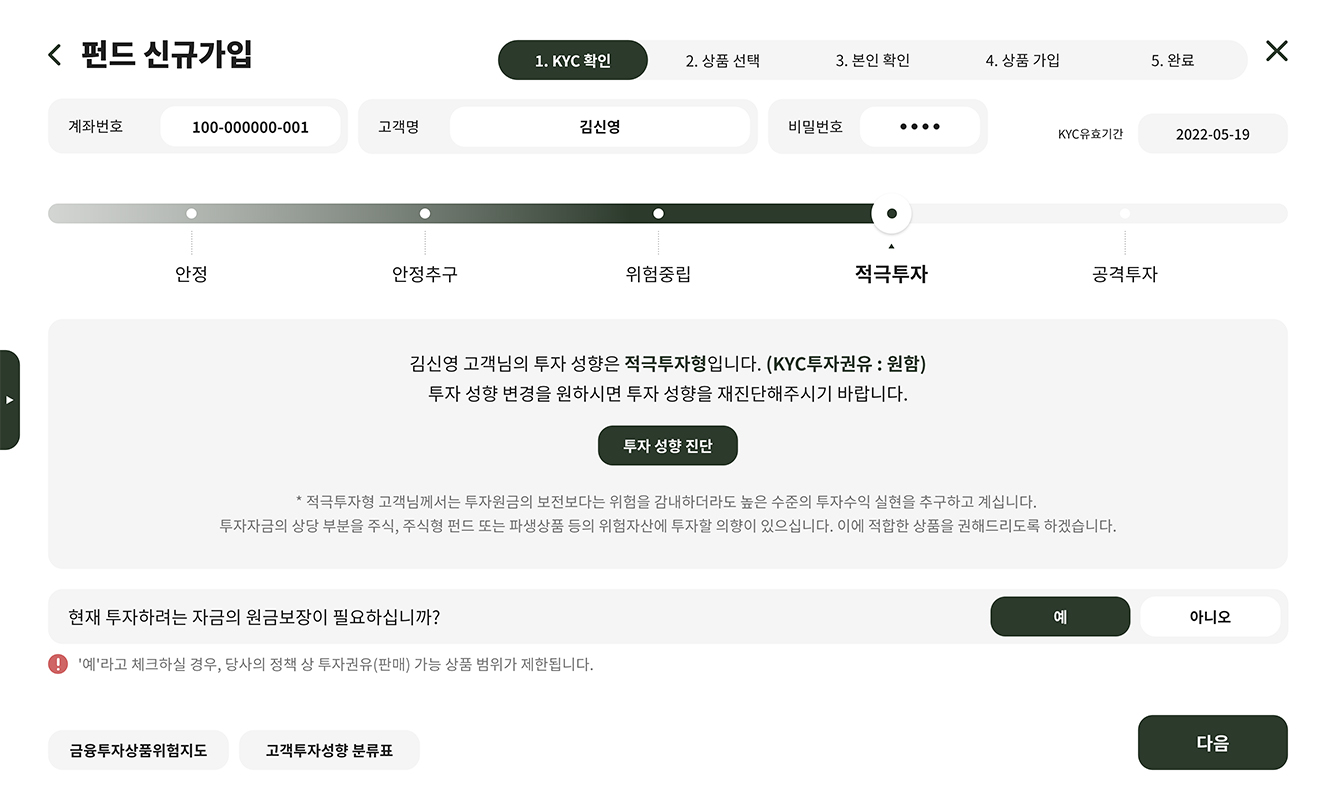 펀드 신규가입
1. KYC 확인
2. 상품 선택
3. 본인 확인
4. 상품 가입
5. 완료
계좌번호
100-000000-001
고객명
김신영
비밀번호
••••
KYC유효기간
2022-05-19
안정
안정추구
위험중립
적극투자
공격투자
김신영 고객님의 투자 성향은 적극투자형입니다. (KYC투자권유 : 원함)
투자 성향 변경을 원하시면 투자 성향을 재진단해주시기 바랍니다.
투자 성향 진단
* 적극투자형 고객님께서는 투자원금의 보전보다는 위험을 감내하더라도 높은 수준의 투자수익 실현을 추구하고 계십니다.
투자자금의 상당 부분을 주식, 주식형 펀드 또는 파생상품 등의 위험자산에 투자할 의향이 있으십니다. 이에 적합한 상품을 권해드리도록 하겠습니다.
현재 투자하려는 자금의 원금보장이 필요하십니까?
예
아니오
! '예'라고 체크하실 경우, 당사의 정책 상 투자권유(판매) 가능 상품 범위가 제한됩니다.
금융투자상품위험지도
고객투자성향 분류표
다음